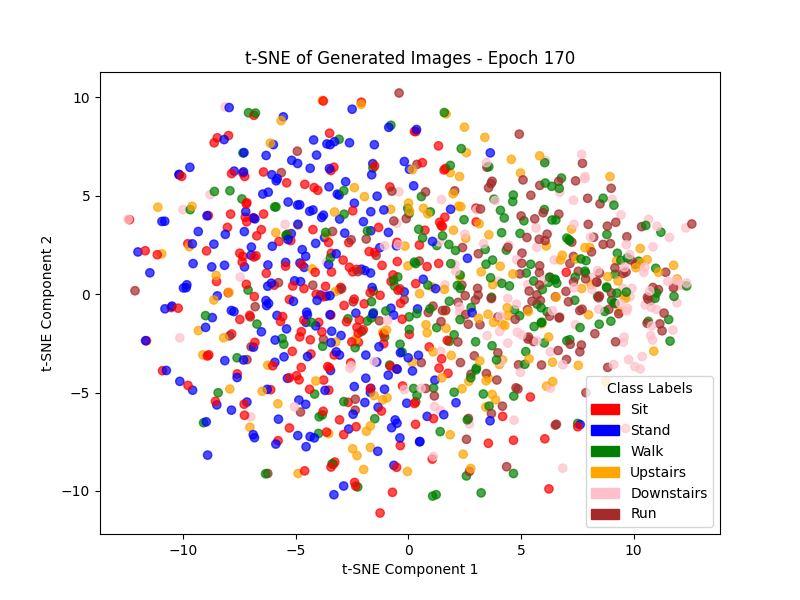 t-SNE of Generated Images - Epoch 170
10
5
0
−5
−10
t-SNE Component 2
Class Labels
Sit
Stand
Walk
Upstairs
Downstairs
Run
−10
−5
0
5
10
t-SNE Component 1